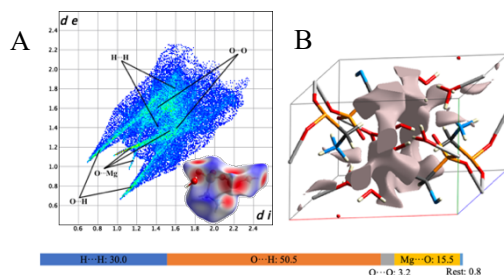 A
B
d e
2.4
2.2
2.0
1.8
1.6
1.4
1.2
1.0
0.8
0.6
H··H
O··O
O··Mg
O··H
d i
0.6 0.8 1.0 1.2 1.4 1.6 1.8 2.0 2.2 2.4
H···H: 30.0
O···H: 50.5
Mg···O: 15.5
O···O: 3.2
Rest: 0.8